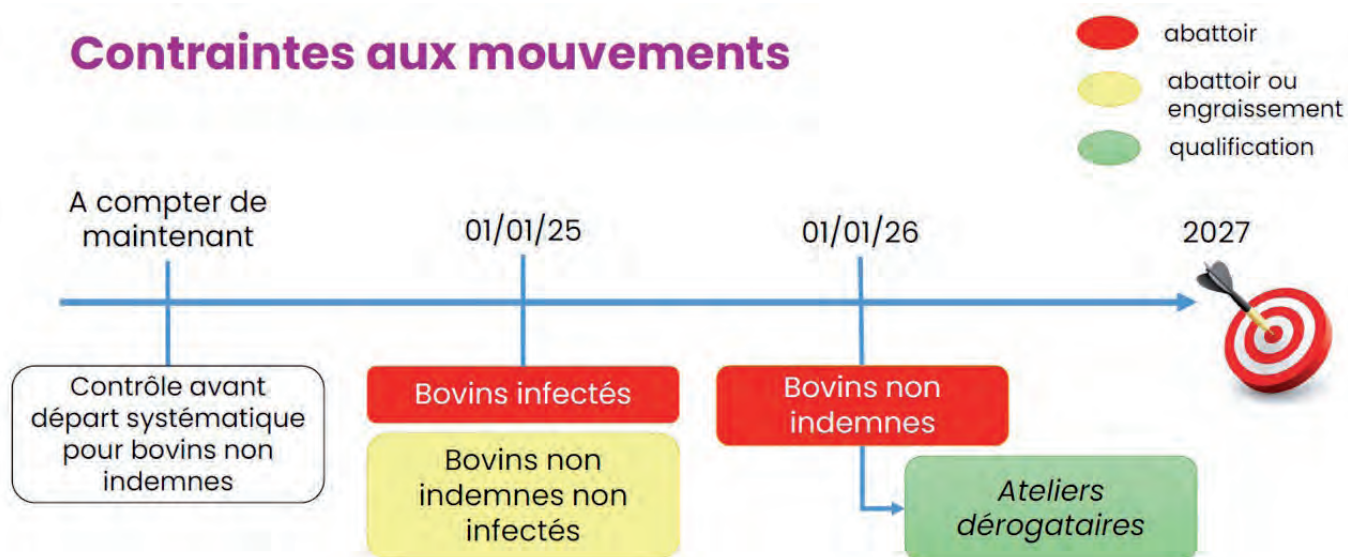 Contraintes aux mouvements
abattoir
abattoir ou
engraissement
qualification
A compter de
maintenant
01/01/25
01/01/26
2027
Contrôle avant
départ systématique
pour bovins non
indemnes
Bovins infectés
Bovins non
indemnes non
infectés
Bovins non
indemnes
Ateliers
dérogataires